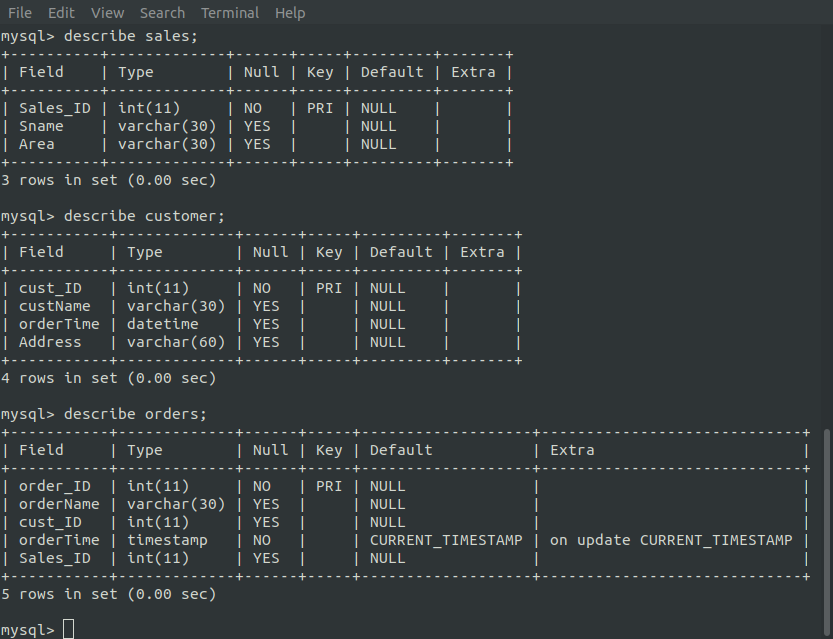 File Edit View Search Terminal Help
mysql> describe sales;
+----------+-------------+------+-----+---------+-------+
| Field    | Type        | Null | Key | Default | Extra |
+----------+-------------+------+-----+---------+-------+
| Sales_ID | int(11)     | NO   | PRI | NULL    |       |
| Sname    | varchar(30) | YES  |     | NULL    |       |
| Area     | varchar(30) | YES  |     | NULL    |       |
+----------+-------------+------+-----+---------+-------+
3 rows in set (0.00 sec)

mysql> describe customer;
+-----------+-------------+------+-----+---------+-------+
| Field     | Type        | Null | Key | Default | Extra |
+-----------+-------------+------+-----+---------+-------+
| cust_ID   | int(11)     | NO   | PRI | NULL    |       |
| custName  | varchar(30) | YES  |     | NULL    |       |
| orderTime | datetime    | YES  |     | NULL    |       |
| Address   | varchar(60) | YES  |     | NULL    |       |
+-----------+-------------+------+-----+---------+-------+
4 rows in set (0.00 sec)

mysql> describe orders;
+-----------+-------------+------+-----+-------------------+-----------------------------+
| Field     | Type        | Null | Key | Default           | Extra                       |
+-----------+-------------+------+-----+-------------------+-----------------------------+
| order_ID  | int(11)     | NO   | PRI | NULL              |                             |
| orderName | varchar(30) | YES  |     | NULL              |                             |
| cust_ID   | int(11)     | YES  |     | NULL              |                             |
| orderTime | timestamp   | NO   |     | CURRENT_TIMESTAMP | on update CURRENT_TIMESTAMP |
| Sales_ID  | int(11)     | YES  |     | NULL              |                             |
+-----------+-------------+------+-----+-------------------+-----------------------------+
5 rows in set (0.00 sec)

mysql>